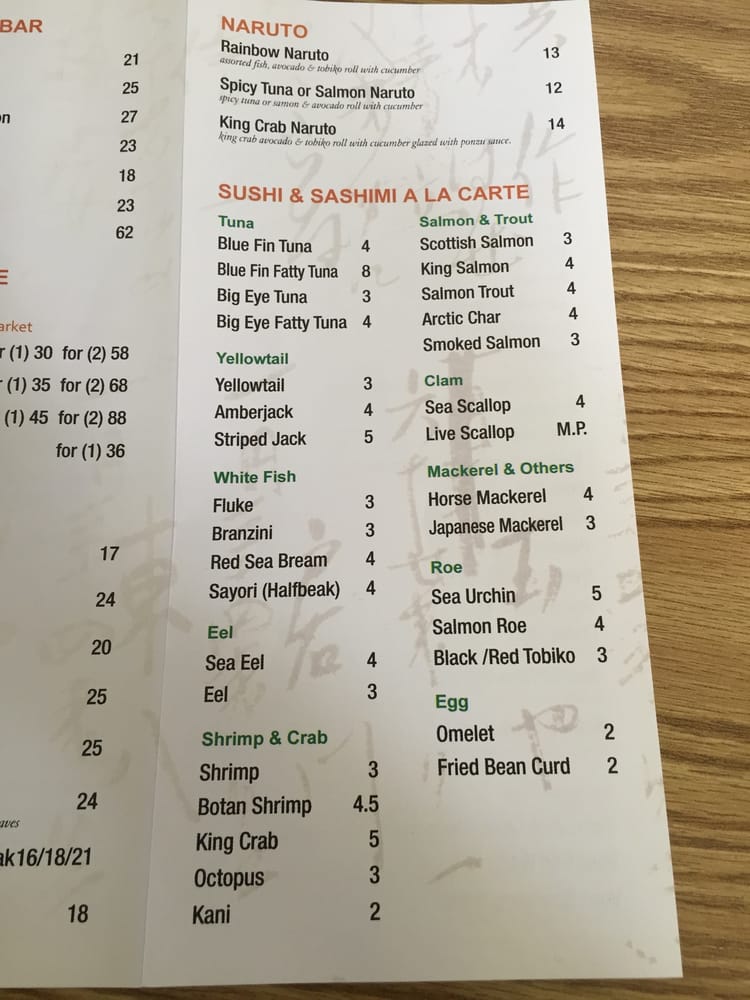 BAR
21
25
on 27
23
18
23
62
E
arket
r (1) 30 for (2) 58
r (1) 35 for (2) 68
(1) 45 for (2) 88
for (1) 36
17
24
20
25
25
24
aves
ak16/18/21
18
NARUTO
Rainbow Naruto 13
assorted fish, avocado & tobiko roll with cucumber
Spicy Tuna or Salmon Naruto 12
spicy tuna or samon & avocado roll with cucumber
King Crab Naruto 14
king crab avocado & tobiko roll with cucumber glazed with ponzu sauce.
SUSHI & SASHIMI A LA CARTE
Tuna
Blue Fin Tuna 4
Blue Fin Fatty Tuna 8
Big Eye Tuna 3
Big Eye Fatty Tuna 4
Yellowtail
Yellowtail 3
Amberjack 4
Striped Jack 5
White Fish
Fluke 3
Branzini 3
Red Sea Bream 4
Sayori (Halfbeak) 4
Eel
Sea Eel 4
Eel 3
Shrimp & Crab
Shrimp 3
Botan Shrimp 4.5
King Crab 5
Octopus 3
Kani 2
Salmon & Trout
Scottish Salmon 3
King Salmon 4
Salmon Trout 4
Arctic Char 4
Smoked Salmon 3
Clam
Sea Scallop 4
Live Scallop M.P.
Mackerel & Others
Horse Mackerel 4
Japanese Mackerel 3
Roe
Sea Urchin 5
Salmon Roe 4
Black /Red Tobiko 3
Egg
Omelet 2
Fried Bean Curd 2